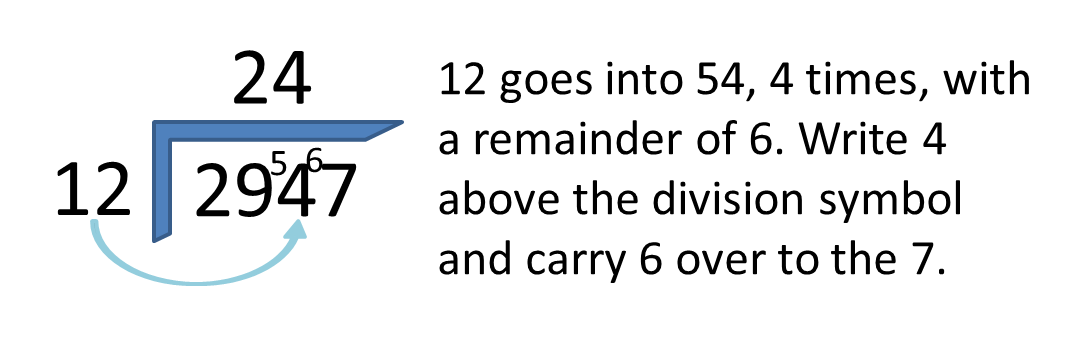 24
12 29⁵4⁶7
12 goes into 54, 4 times, with
a remainder of 6. Write 4
above the division symbol
and carry 6 over to the 7.